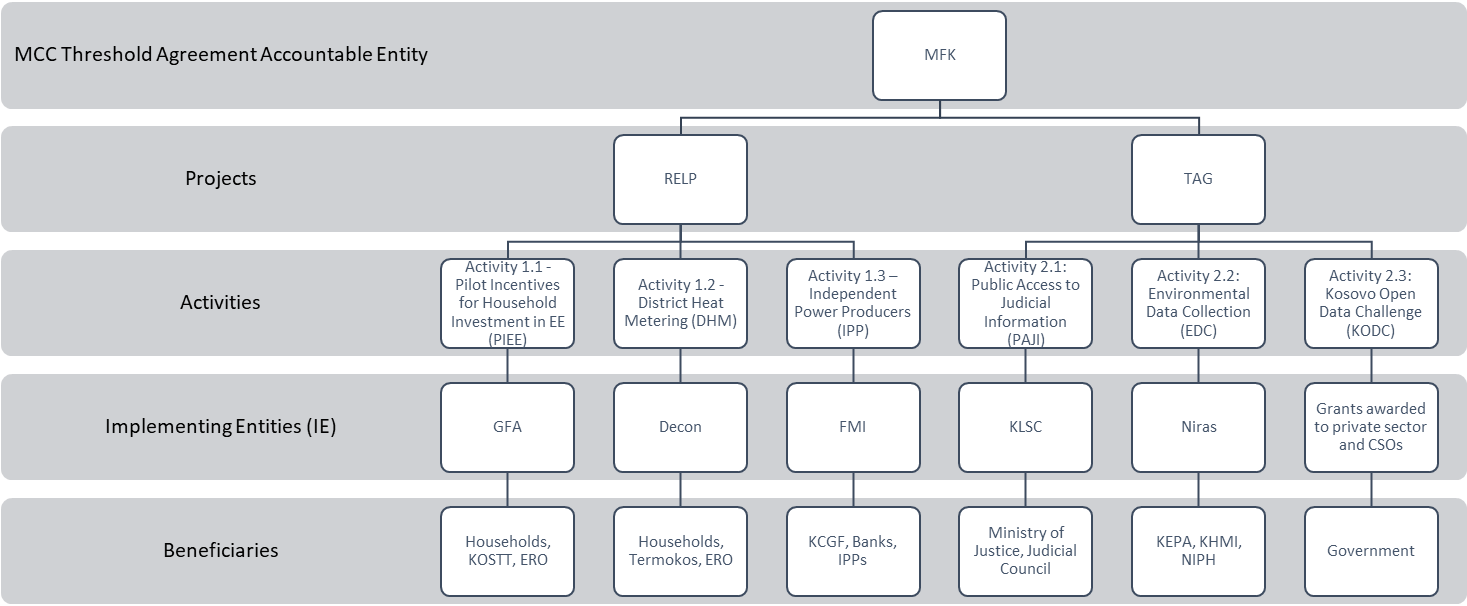 MCC Threshold Agreement Accountable Entity
MFK
Projects
RELP
TAG
Activities
Activity 1.1 -
Pilot Incentives
for Household
Investment in EE
(PIEE)
Activity 1.2 -
District Heat
Metering (DHM)
Activity 1.3 –
Independent
Power Producers
(IPP)
Activity 2.1:
Public Access to
Judicial
Information
(PAJI)
Activity 2.2:
Environmental
Data Collection
(EDC)
Activity 2.3:
Kosovo Open
Data Challenge
(KODC)
Implementing Entities (IE)
GFA
Decon
FMI
KLSC
Niras
Grants awarded
to private sector
and CSOs
Beneficiaries
Households,
KOSTT, ERO
Households,
Termokos, ERO
KCGF, Banks,
IPPs
Ministry of
Justice, Judicial
Council
KEPA, KHMI,
NIPH
Government